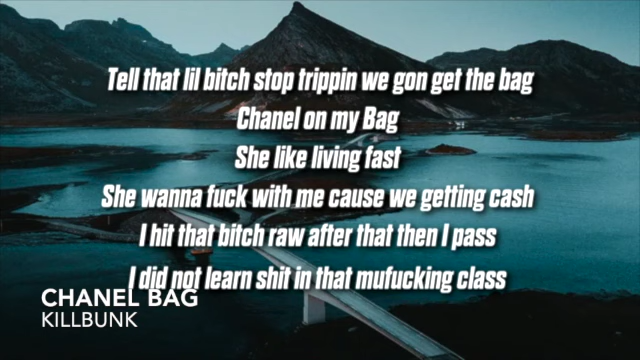 Tell that lil bitch stop trippin we gon get the bag
Chanel on my Bag
She like living fast
She wanna fuck with me cause we getting cash
I hit that bitch raw after that then I pass
I did not learn shit in that mufucking class
CHANEL BAG
KILLBUNK